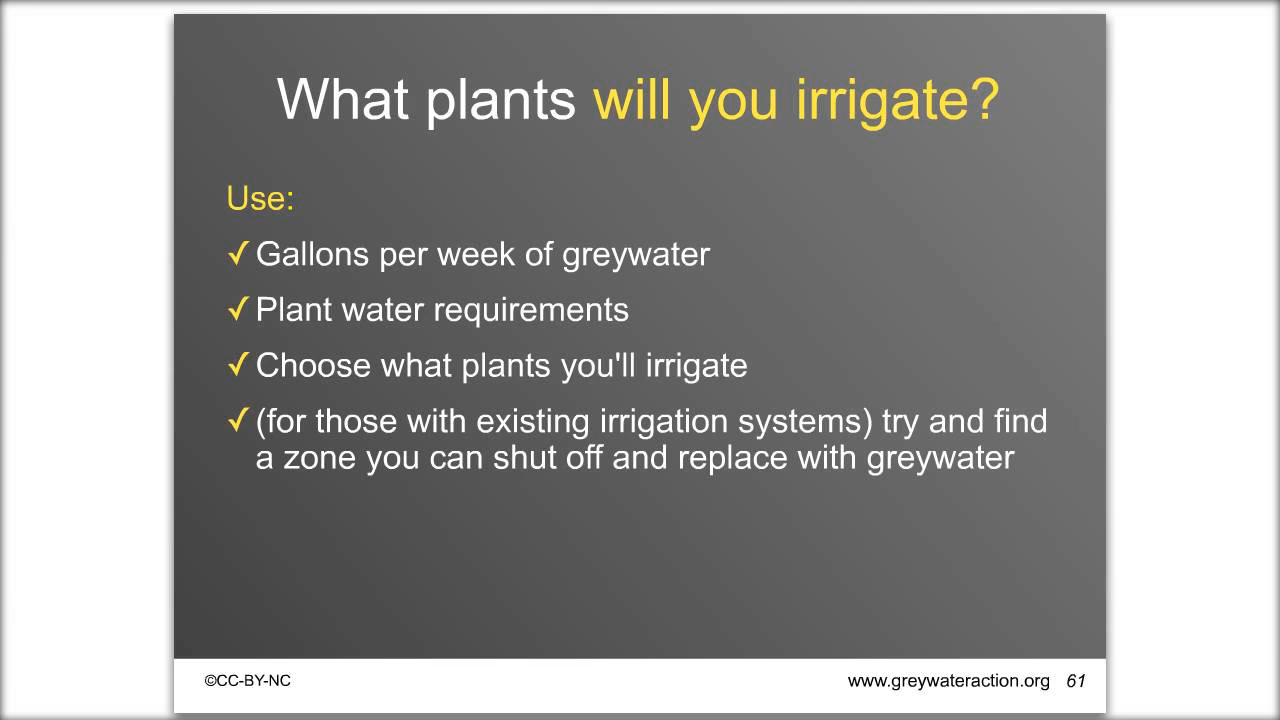 What plants will you irrigate?
Use:
✓ Gallons per week of greywater
✓ Plant water requirements
✓ Choose what plants you'll irrigate
✓ (for those with existing irrigation systems) try and find
a zone you can shut off and replace with greywater
©CC-BY-NC
www.greywateraction.org 61